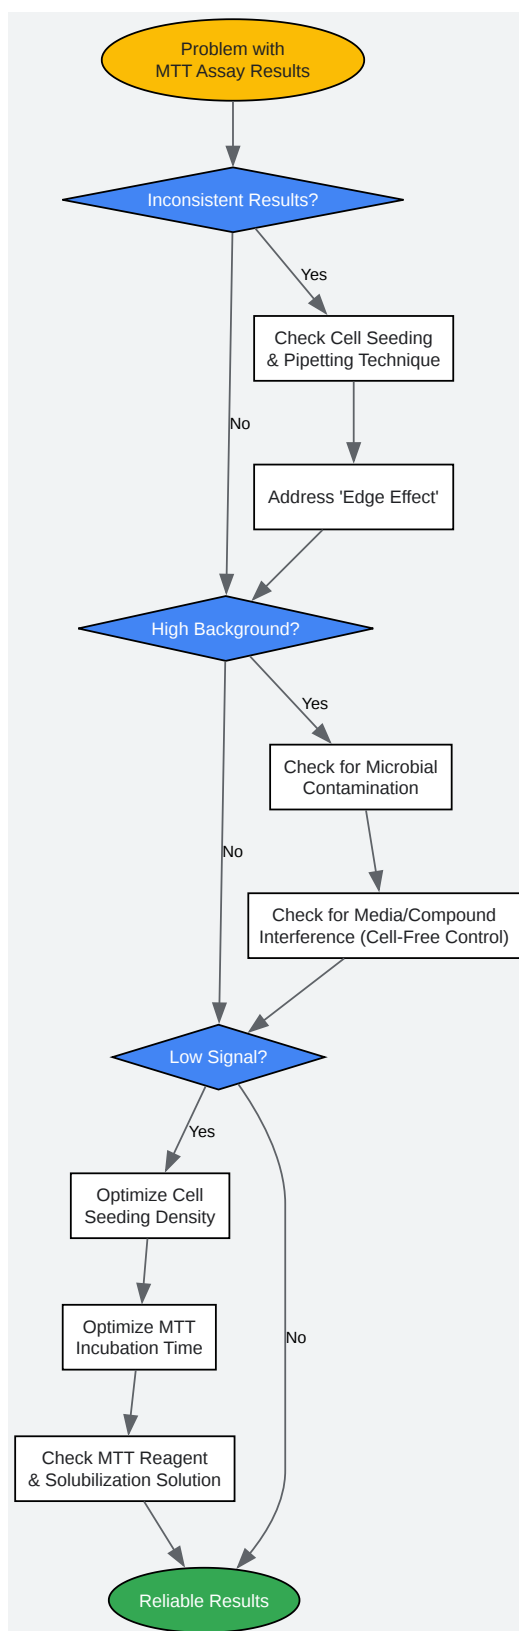 Problem with
MTT Assay Results
Inconsistent Results?
Yes
Check Cell Seeding
& Pipetting Technique
No
Address 'Edge Effect'
High Background?
Yes
Check for Microbial
Contamination
No
Check for Media/Compound
Interference (Cell-Free Control)
Low Signal?
Yes
Optimize Cell
Seeding Density
Optimize MTT
Incubation Time
No
Check MTT Reagent
& Solubilization Solution
Reliable Results